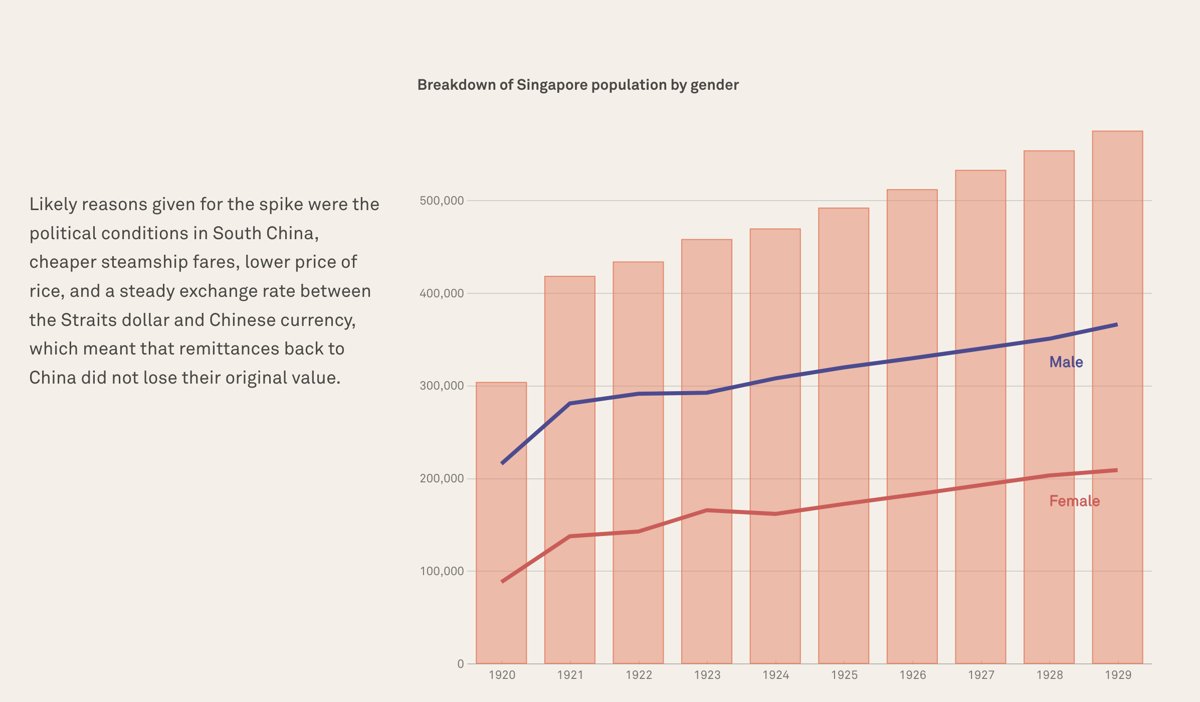 Breakdown of Singapore population by gender
Likely reasons given for the spike were the
political conditions in South China,
cheaper steamship fares, lower price of
rice, and a steady exchange rate between
the Straits dollar and Chinese currency,
which meant that remittances back to
China did not lose their original value.
500,000
400,000
300,000
200,000
100,000
0
Male
Female
1920 1921 1922 1923 1924 1925 1926 1927 1928 1929